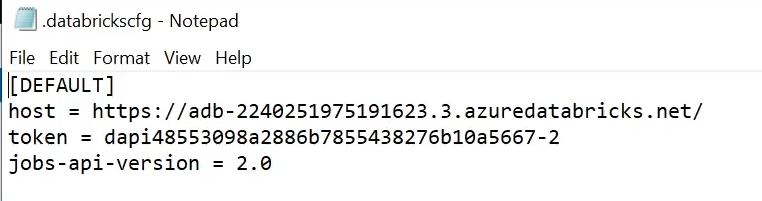 .databrickscfg - Notepad
File Edit Format View Help
[DEFAULT]
host = https://adb-2240251975191623.3.azuredatabricks.net/
token = dapi48553098a2886b7855438276b10a5667-2
jobs-api-version = 2.0